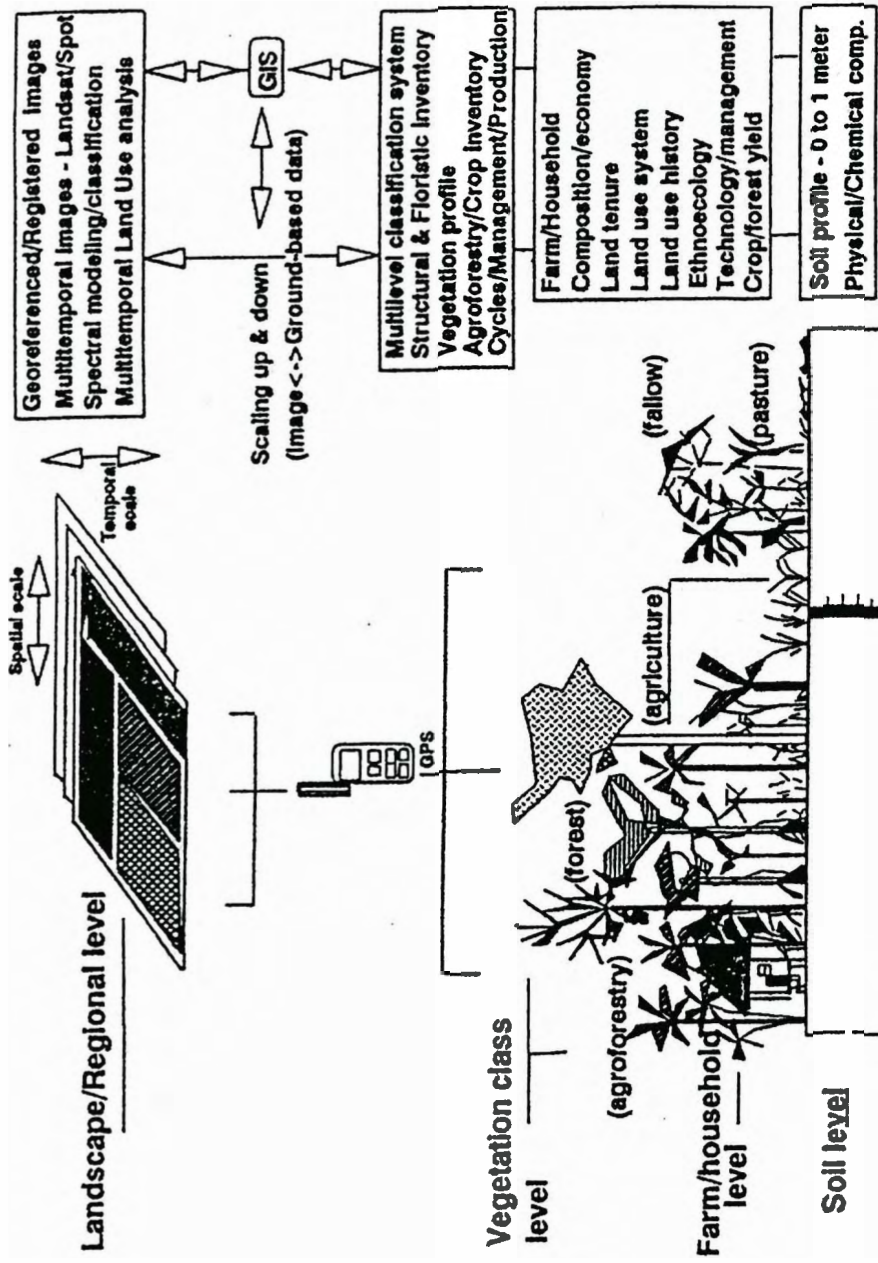 Landscape/Regional level
Spatial scale
Temporal
scale
Georeferenced/Registered Images
Multitemporal Images - Landsat/Spot
Spectral modeling/classification
Multitemporal Land Use analysis
GIS
Scaling up & down
(Image<->Ground-based data)
GPS
Vegetation class
level
Multilevel classification system
Structural & Floristic Inventory
Vegetation profile
Agroforestry/Crop Inventory
Cycles/Management/Production
(agroforestry)
(forest)
(agriculture)
(fallow)
(pasture)
Farm/household
level
Farm/Household
Composition/economy
Land tenure
Land use system
Land use history
Ethnoecology
Technology/management
Crop/forest yield
Soil level
Soil profile - 0 to 1 meter
Physical/Chemical comp.